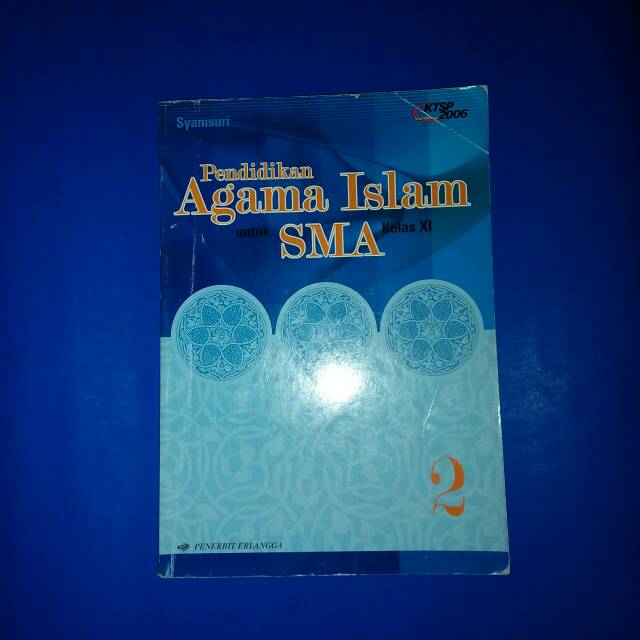 Syamsuri
KTSP
2006
Pendidikan
Agama Islam
untuk SMA Kelas XI
2
PENERBIT ERLANGGA